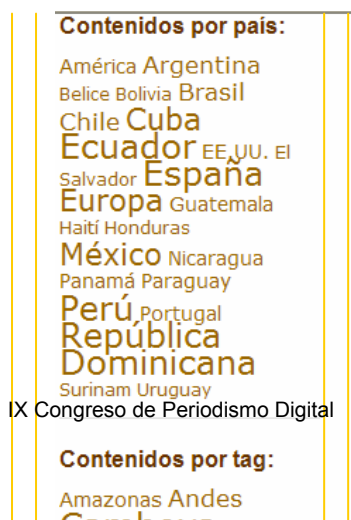 Contenidos por país:
América Argentina
Belice Bolivia Brasil
Chile Cuba
Ecuador EE.UU. El
Salvador España
Europa Guatemala
Haití Honduras
México Nicaragua
Panamá Paraguay
Perú Portugal
República
Dominicana
Surinam Uruguay
IX Congreso de Periodismo Digital
Contenidos por tag:
Amazonas Andes